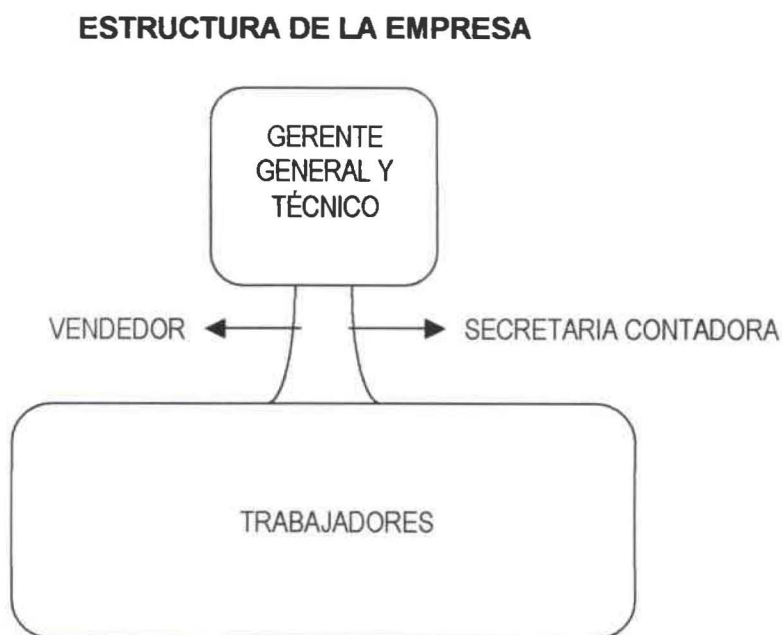 ESTRUCTURA DE LA EMPRESA
GERENTE
GENERAL Y
TÉCNICO
VENDEDOR
SECRETARIA CONTADORA
TRABAJADORES